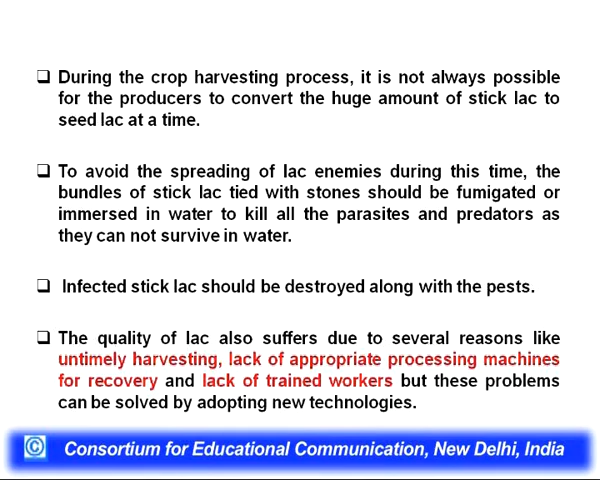 ❑ During the crop harvesting process, it is not always possible
for the producers to convert the huge amount of stick lac to
seed lac at a time.
❑ To avoid the spreading of lac enemies during this time, the
bundles of stick lac tied with stones should be fumigated or
immersed in water to kill all the parasites and predators as
they can not survive in water.
❑ Infected stick lac should be destroyed along with the pests.
❑ The quality of lac also suffers due to several reasons like
untimely harvesting, lack of appropriate processing machines
for recovery and lack of trained workers but these problems
can be solved by adopting new technologies.
© Consortium for Educational Communication, New Delhi, India